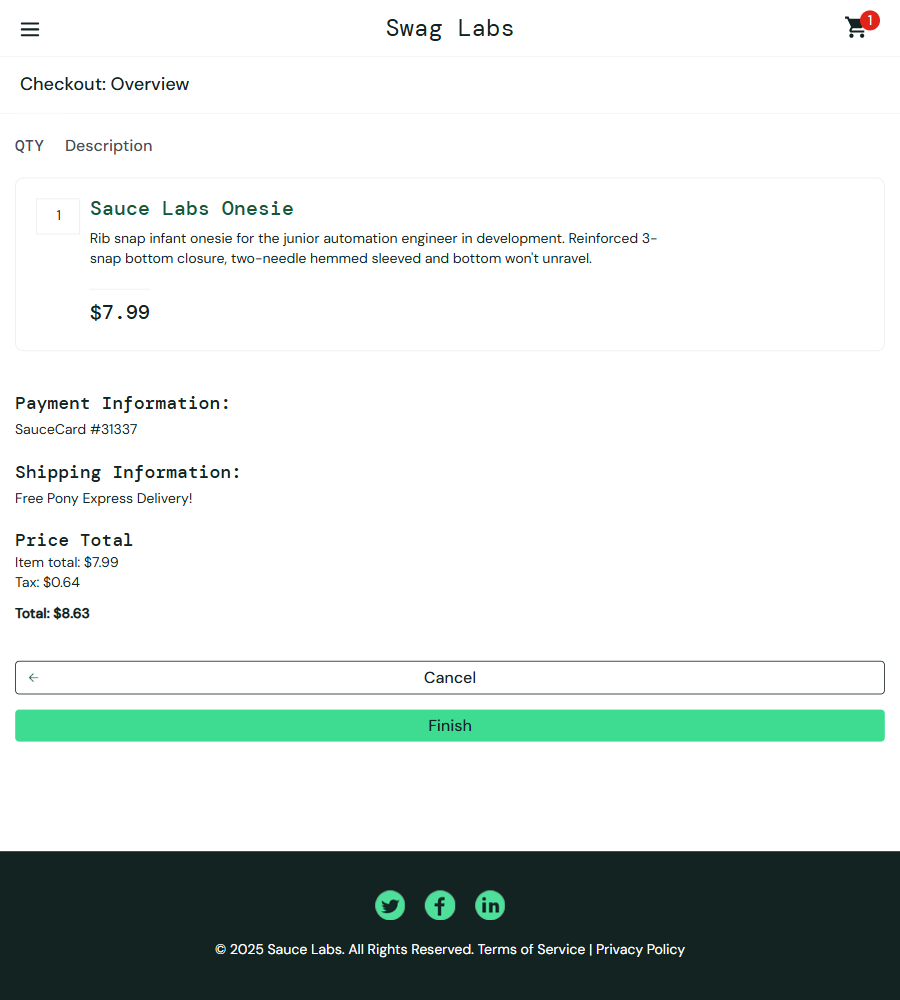 Swag Labs
1
Checkout: Overview
QTY Description
1
Sauce Labs Onesie
Rib snap infant onesie for the junior automation engineer in development. Reinforced 3-
snap bottom closure, two-needle hemmed sleeved and bottom won't unravel.
$7.99
Payment Information:
SauceCard #31337
Shipping Information:
Free Pony Express Delivery!
Price Total
Item total: $7.99
Tax: $0.64
Total: $8.63
Cancel
Finish
© 2025 Sauce Labs. All Rights Reserved. Terms of Service | Privacy Policy